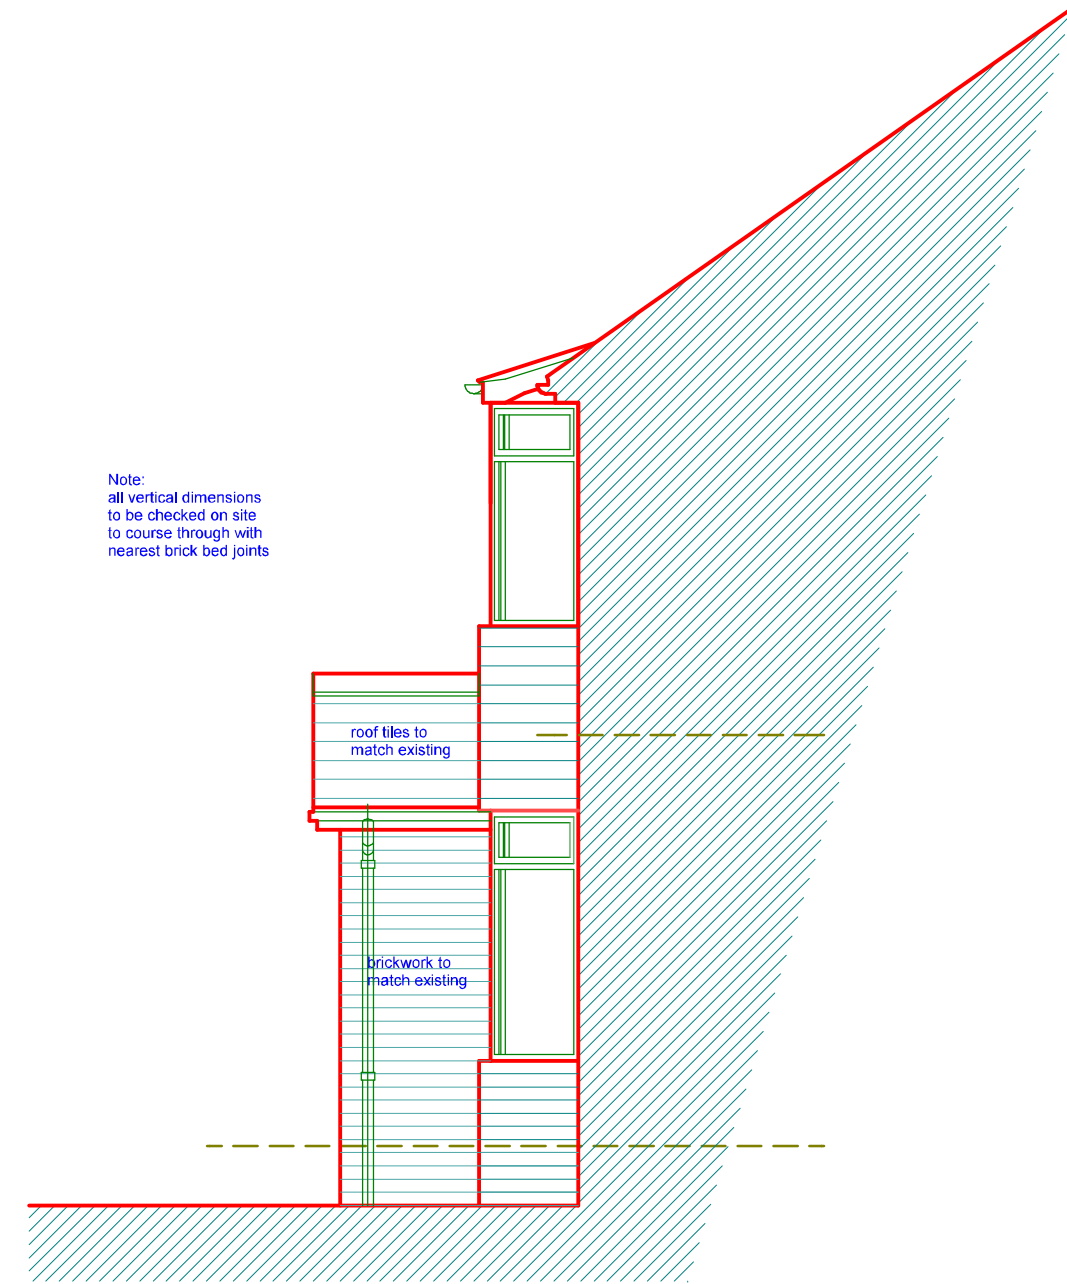 Note:
all vertical dimensions
to be checked on site
to course through with
nearest brick bed joints
roof tiles to
match existing
brickwork to
match existing